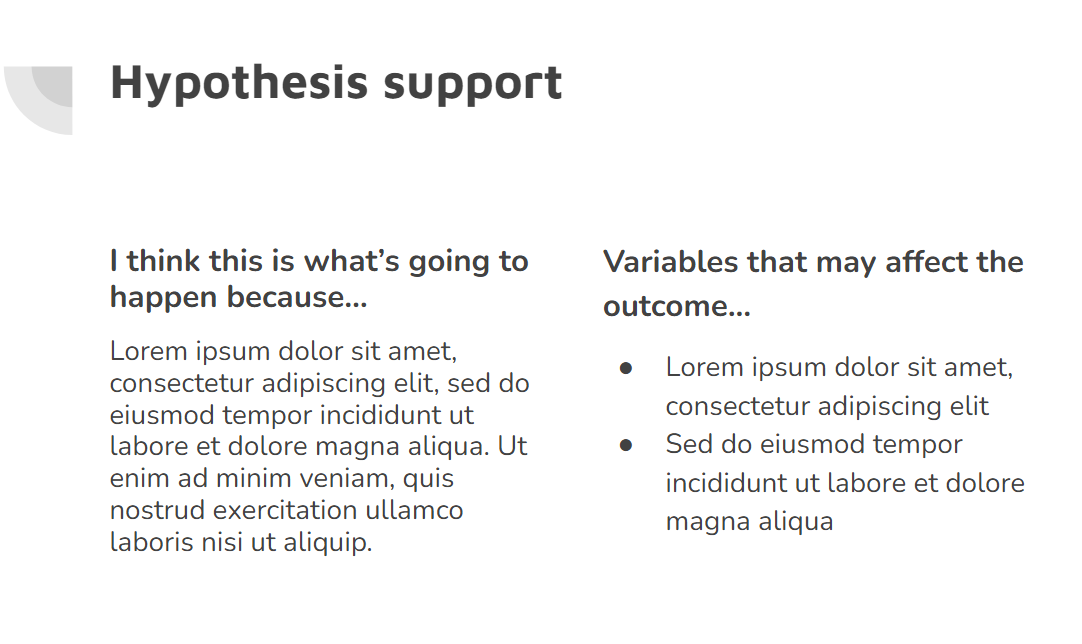 Hypothesis support
I think this is what’s going to
happen because...
Lorem ipsum dolor sit amet,
consectetur adipiscing elit, sed do
eiusmod tempor incididunt ut
labore et dolore magna aliqua. Ut
enim ad minim veniam, quis
nostrud exercitation ullamco
laboris nisi ut aliquip.
Variables that may affect the
outcome...
● Lorem ipsum dolor sit amet,
consectetur adipiscing elit
● Sed do eiusmod tempor
incididunt ut labore et dolore
magna aliqua